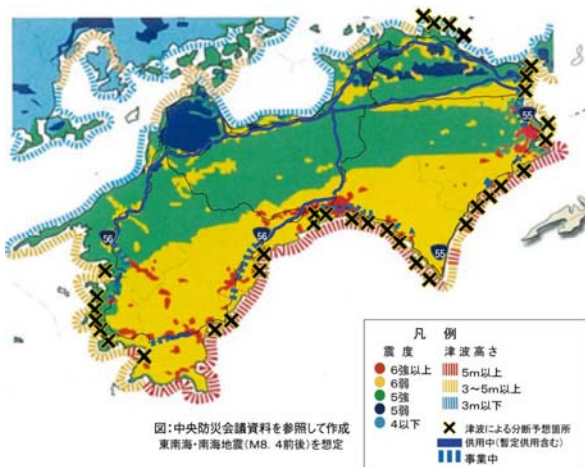 55
56
56
55
凡 例
震 度
6強以上
6弱
5強
5弱
4以下
津 波 高 さ
5m以上
3～5m以上
3m以下
津波による分断予想箇所
供用中(暫定供用含む)
事業中
図:中央防災会議資料を参照して作成
東南海・南海地震(M8. 4前後)を想定